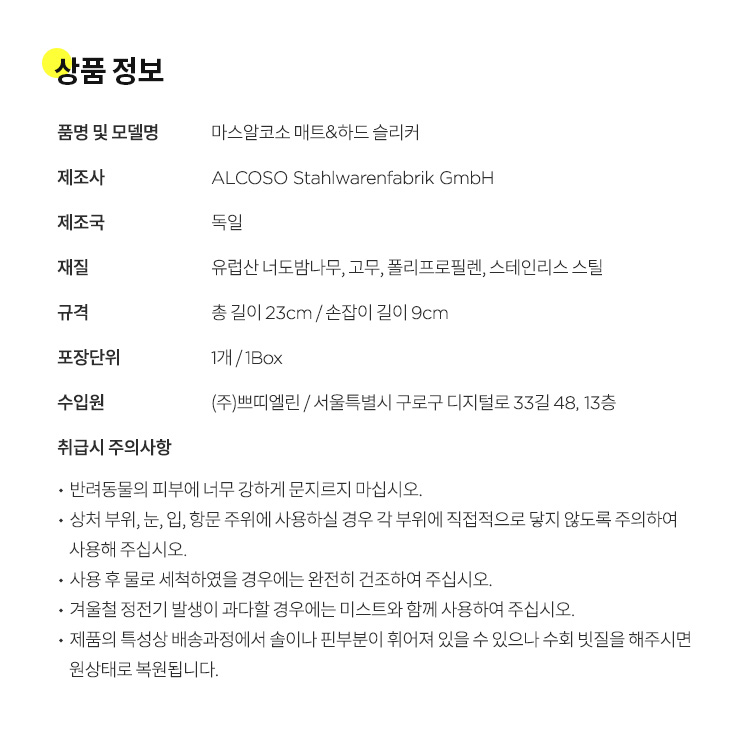 상품 정보
품명 및 모델명 마스알코소 매트&하드 슬리커
제조사 ALCOSO Stahlwarenfabrik GmbH
제조국 독일
재질 유럽산 너도밤나무, 고무, 폴리프로필렌, 스테인리스 스틸
규격 총 길이 23cm / 손잡이 길이 9cm
포장단위 1개 / 1Box
수입원 (주)쁘띠엘린 / 서울특별시 구로구 디지털로 33길 48, 13층
취급시 주의사항
• 반려동물의 피부에 너무 강하게 문지르지 마십시오.
• 상처 부위, 눈, 입, 항문 주위에 사용하실 경우 각 부위에 직접적으로 닿지 않도록 주의하여
사용해 주십시오.
• 사용 후 물로 세척하였을 경우에는 완전히 건조하여 주십시오.
• 겨울철 정전기 발생이 과다할 경우에는 미스트와 함께 사용하여 주십시오.
• 제품의 특성상 배송과정에서 솔이나 핀부분이 휘어져 있을 수 있으나 수회 빗질을 해주시면
원상태로 복원됩니다.